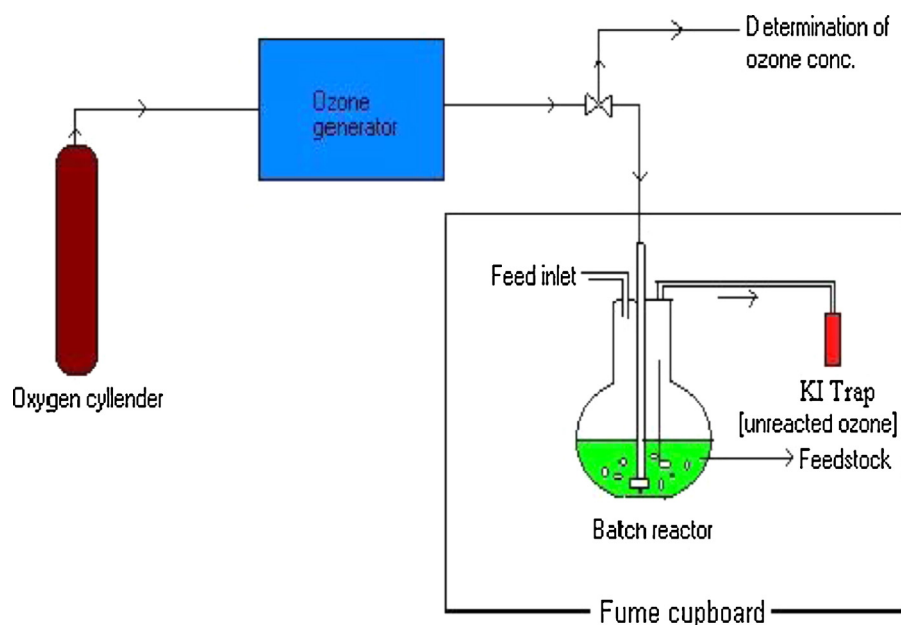 Determination of
ozone conc.
Ozone
generator
Feed inlet
Oxygen cyllender
KI Trap
[unreacted ozone]
Feedstock
Batch reactor
Fume cupboard